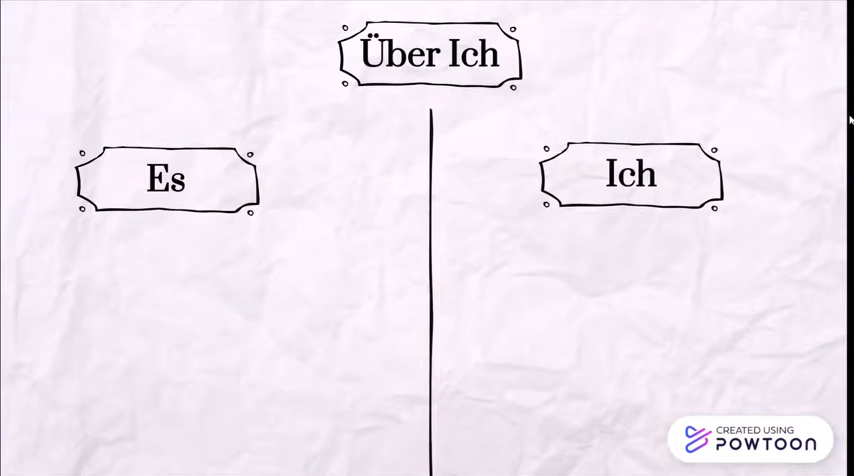 Über Ich
Es
Ich
CREATED USING
POWTOON